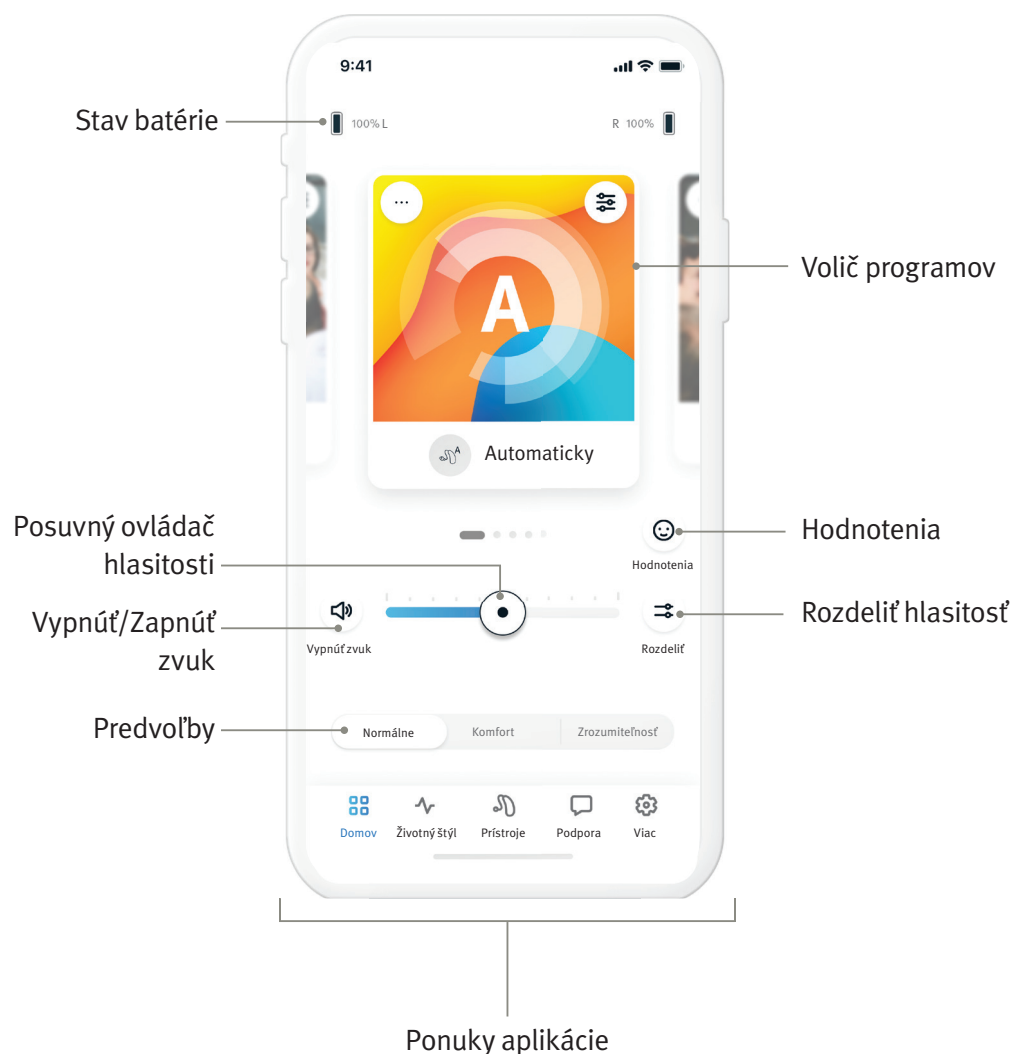 9:41
Stav batérie
100% L
R 100%
...
A
Volič programov
A
Automaticky
Posuvný ovládač
hlasitosti
Hodnotenia
Hodnotenia
Vypnúť/Zapnúť
zvuk
Vypnúť zvuk
Rozdeliť hlasitosť
Rozdeliť
Predvoľby
Normálne
Komfort
Zrozumiteľnosť
Domov
Životný štýl
Prístroje
Podpora
Viac
Ponuky aplikácie